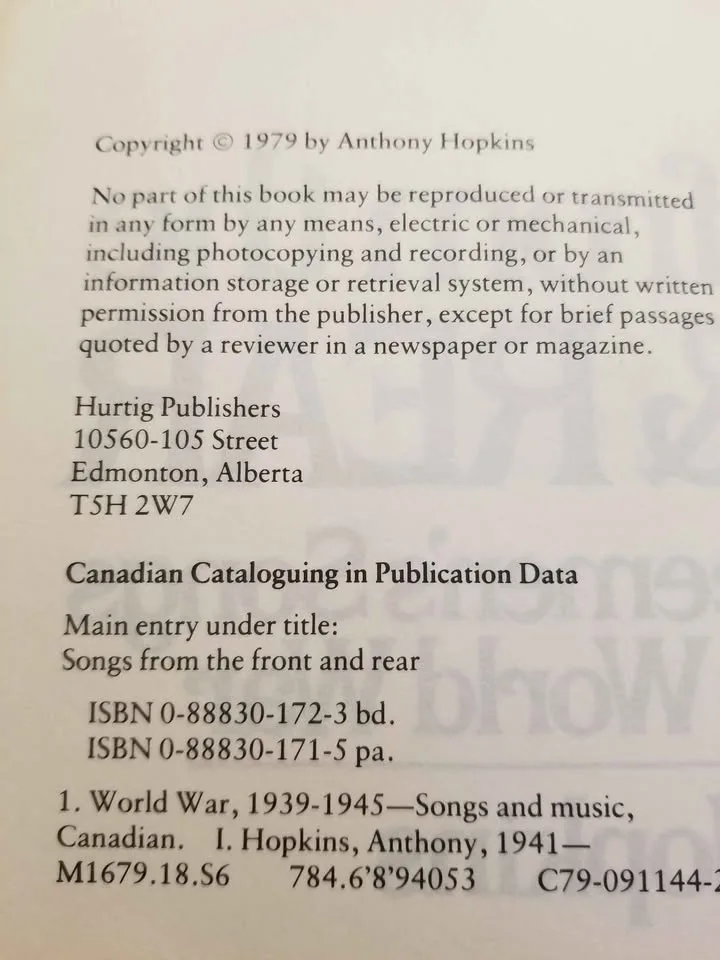 Copyright © 1979 by Anthony Hopkins
No part of this book may be reproduced or transmitted
in any form by any means, electric or mechanical,
including photocopying and recording, or by an
information storage or retrieval system, without written
permission from the publisher, except for brief passages
quoted by a reviewer in a newspaper or magazine.
Hurtig Publishers
10560-105 Street
Edmonton, Alberta
T5H 2W7
Canadian Cataloguing in Publication Data
Main entry under title:
Songs from the front and rear
ISBN 0-88830-172-3 bd.
ISBN 0-88830-171-5 pa.
1. World War, 1939-1945—Songs and music,
Canadian. I. Hopkins, Anthony, 1941—
M1679.18.S6 784.6'8'94053 C79-091144-2